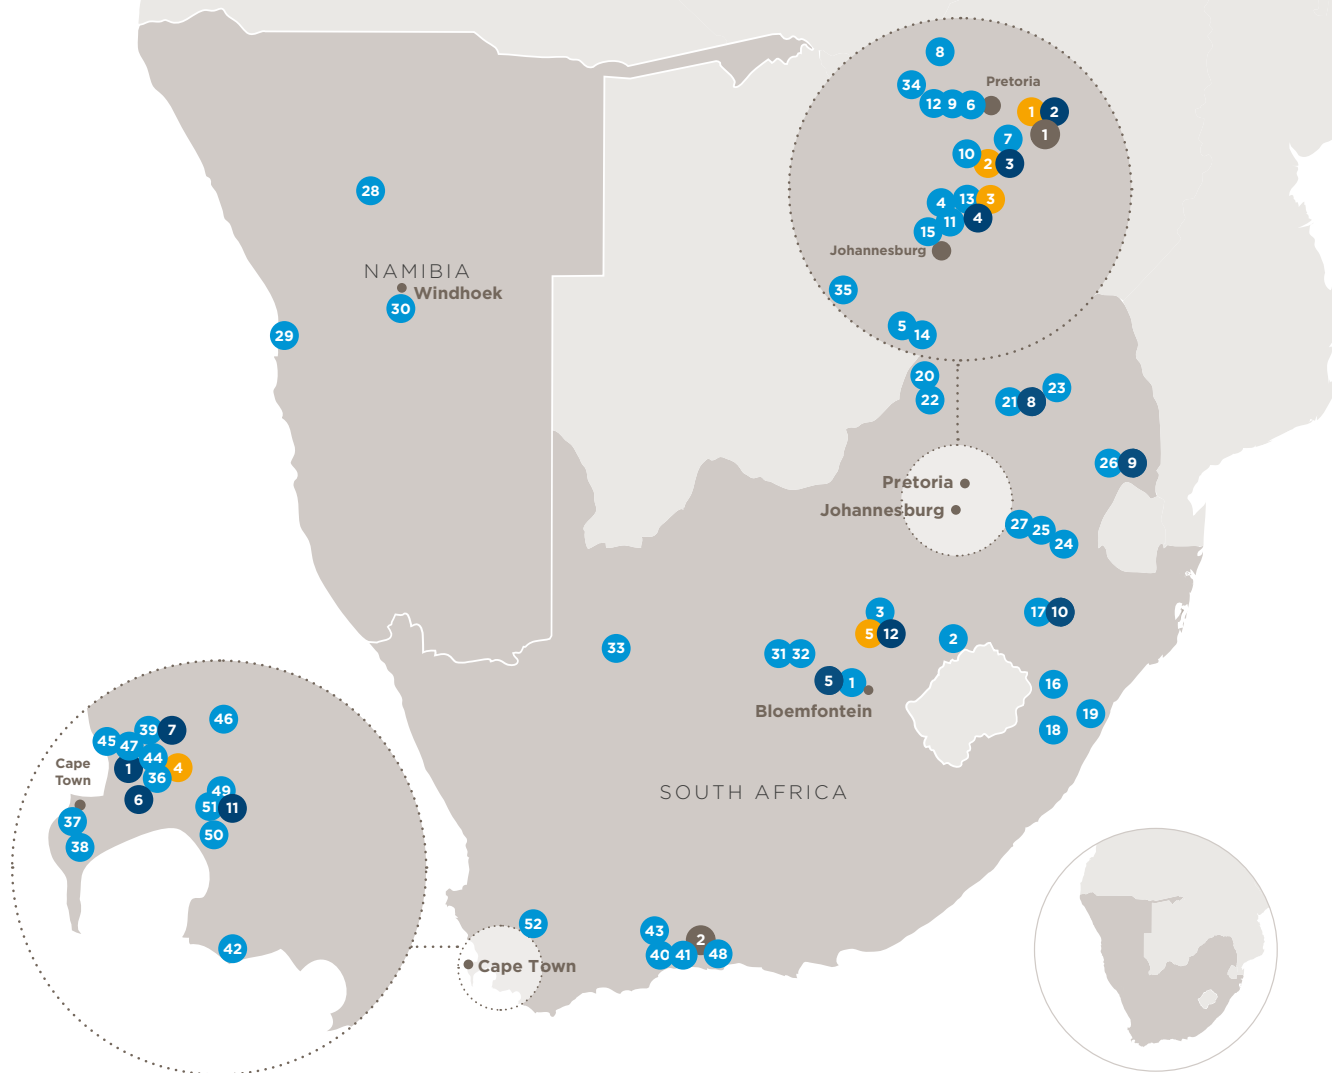 8
34
Pretoria
12 9 6
1 2
1
7
10
2 3
28
4 13 3
11 4
15
Johannesburg
NAMIBIA
Windhoek
35
30
29
5 14
20
22
21 8 23
26 9
Pretoria
Johannesburg
27 25 24
3
17 10
5 12
2
33
31 32
5 1
16
Bloemfontein
19
18
46
39 7
45 47
44
Cape
Town
1 36 4
6
49
51 11
37
50
38
SOUTH AFRICA
42
52
43
2
40 41 48
Cape Town